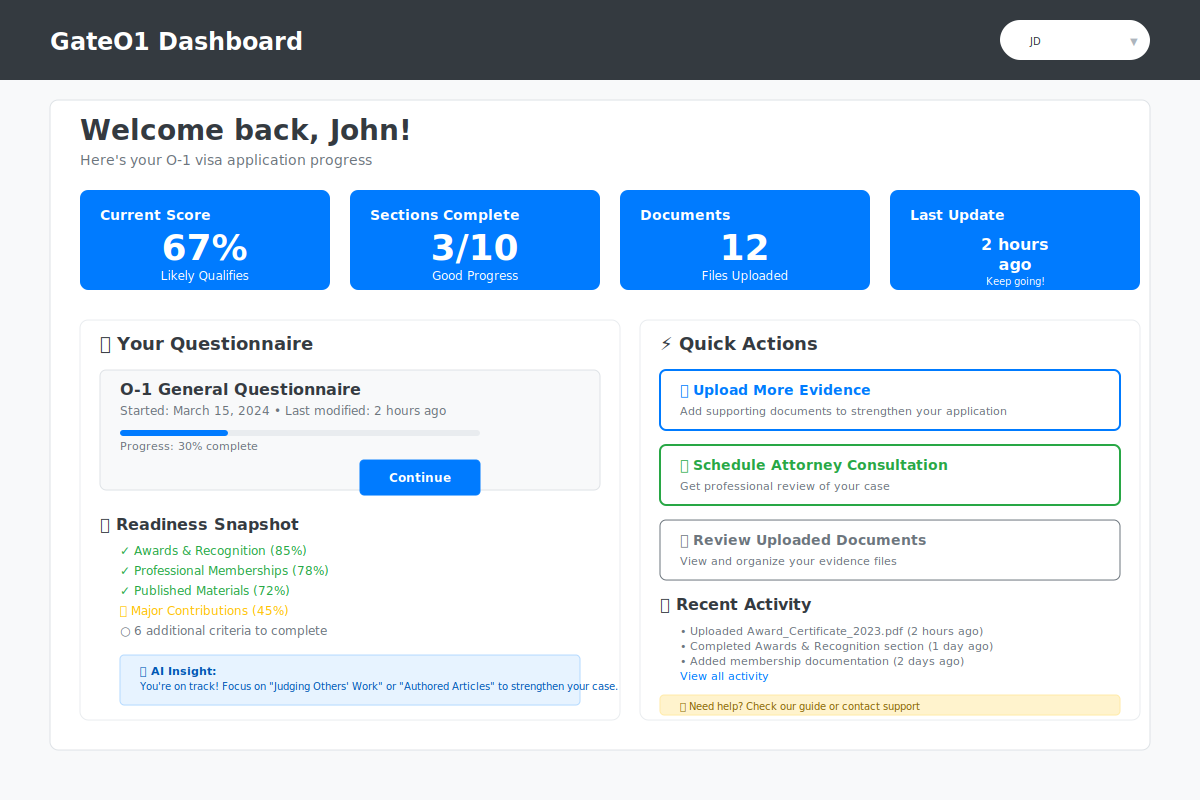 GateO1 Dashboard
JD ▼
Welcome back, John!
Here's your O-1 visa application progress
Current Score
67%
Likely Qualifies
Sections Complete
3/10
Good Progress
Documents
12
Files Uploaded
Last Update
2 hours
ago
Keep going!
Your Questionnaire
O-1 General Questionnaire
Started: March 15, 2024 • Last modified: 2 hours ago
Progress: 30% complete
Continue
Readiness Snapshot
✓ Awards & Recognition (85%)
✓ Professional Memberships (78%)
✓ Published Materials (72%)
Major Contributions (45%)
○ 6 additional criteria to complete
AI Insight:
You're on track! Focus on "Judging Others' Work" or "Authored Articles" to strengthen your case.
⚡ Quick Actions
Upload More Evidence
Add supporting documents to strengthen your application
Schedule Attorney Consultation
Get professional review of your case
Review Uploaded Documents
View and organize your evidence files
Recent Activity
• Uploaded Award_Certificate_2023.pdf (2 hours ago)
• Completed Awards & Recognition section (1 day ago)
• Added membership documentation (2 days ago)
View all activity
Need help? Check our guide or contact support